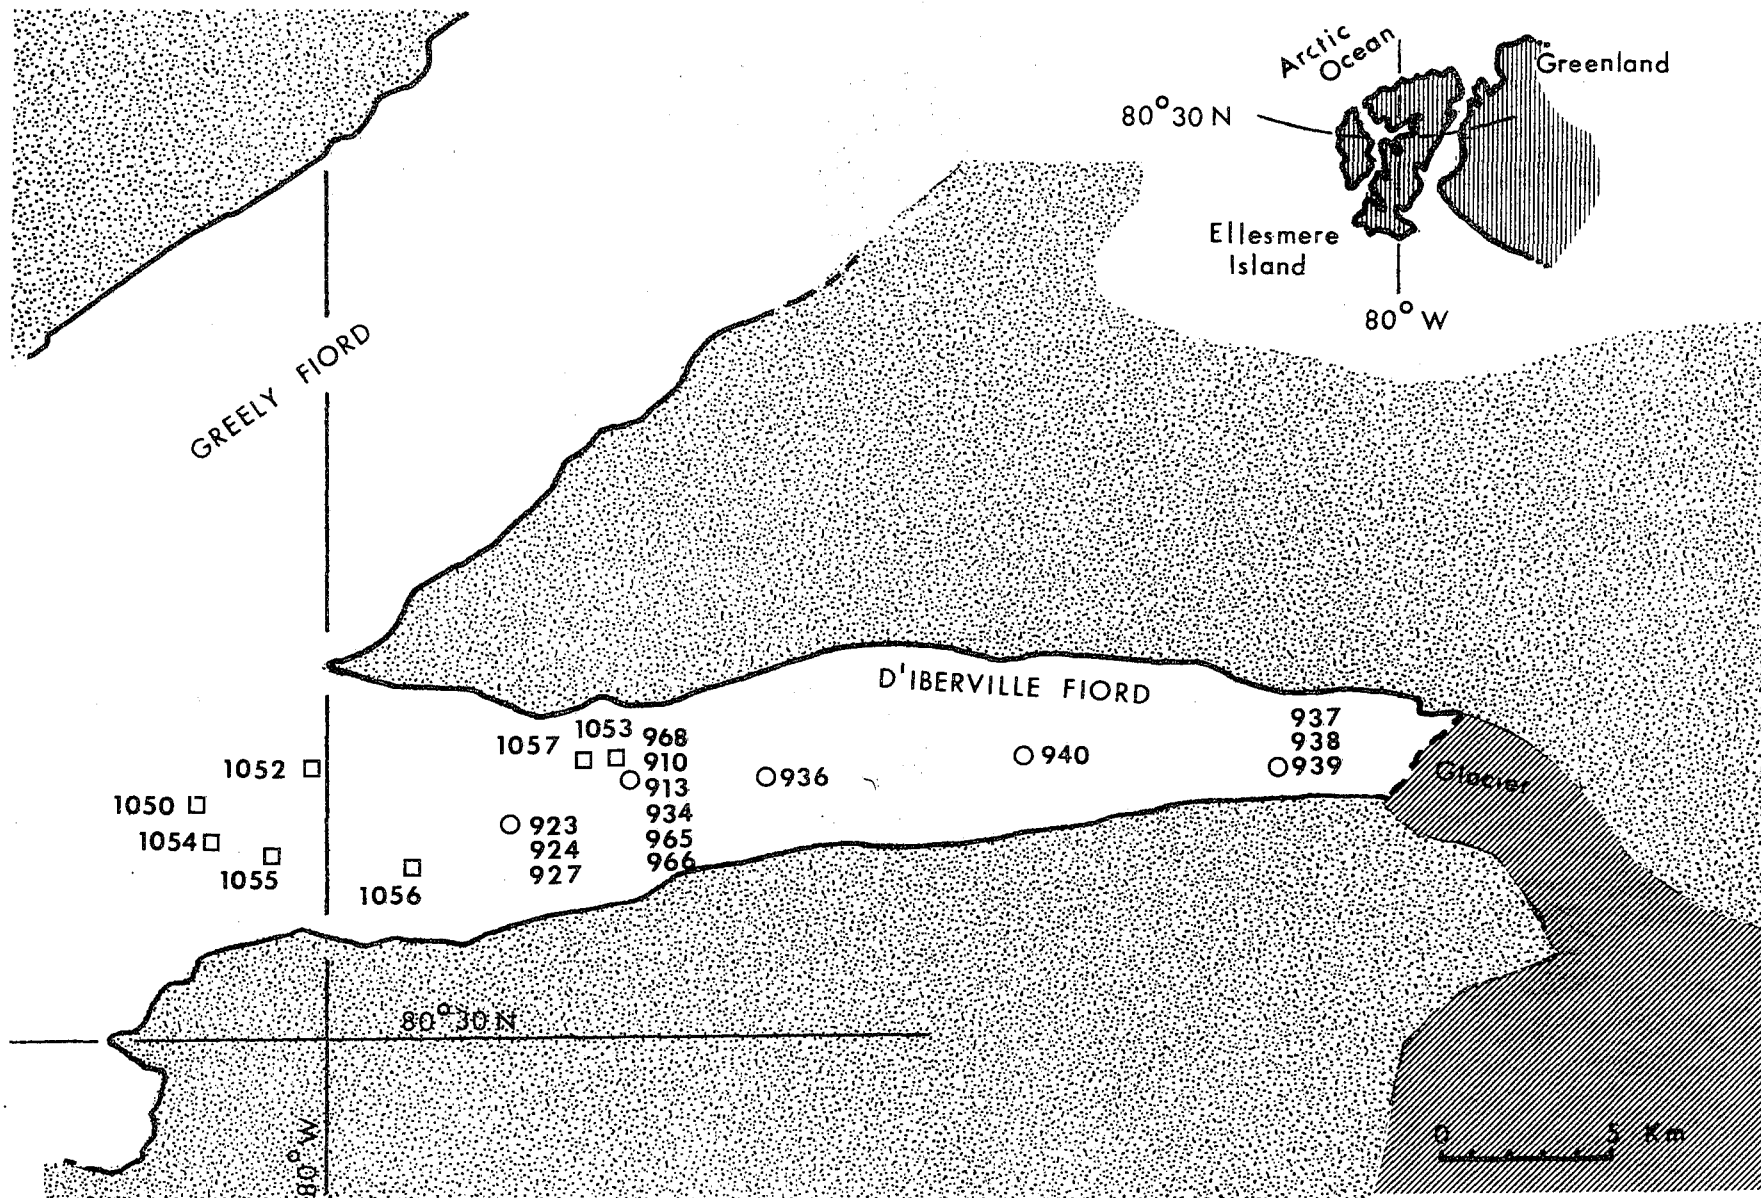 Arctic
Ocean
Greenland
80°30 N
Ellesmere
Island
80°W
GREELY FIORD
D'IBERVILLE FIORD
937
938
939
1053
968
1057
910
940
1052
913
936
Glacier
1050
934
923
1054
965
924
966
1055
927
1056
80°30 N
80°W
0 5 Km